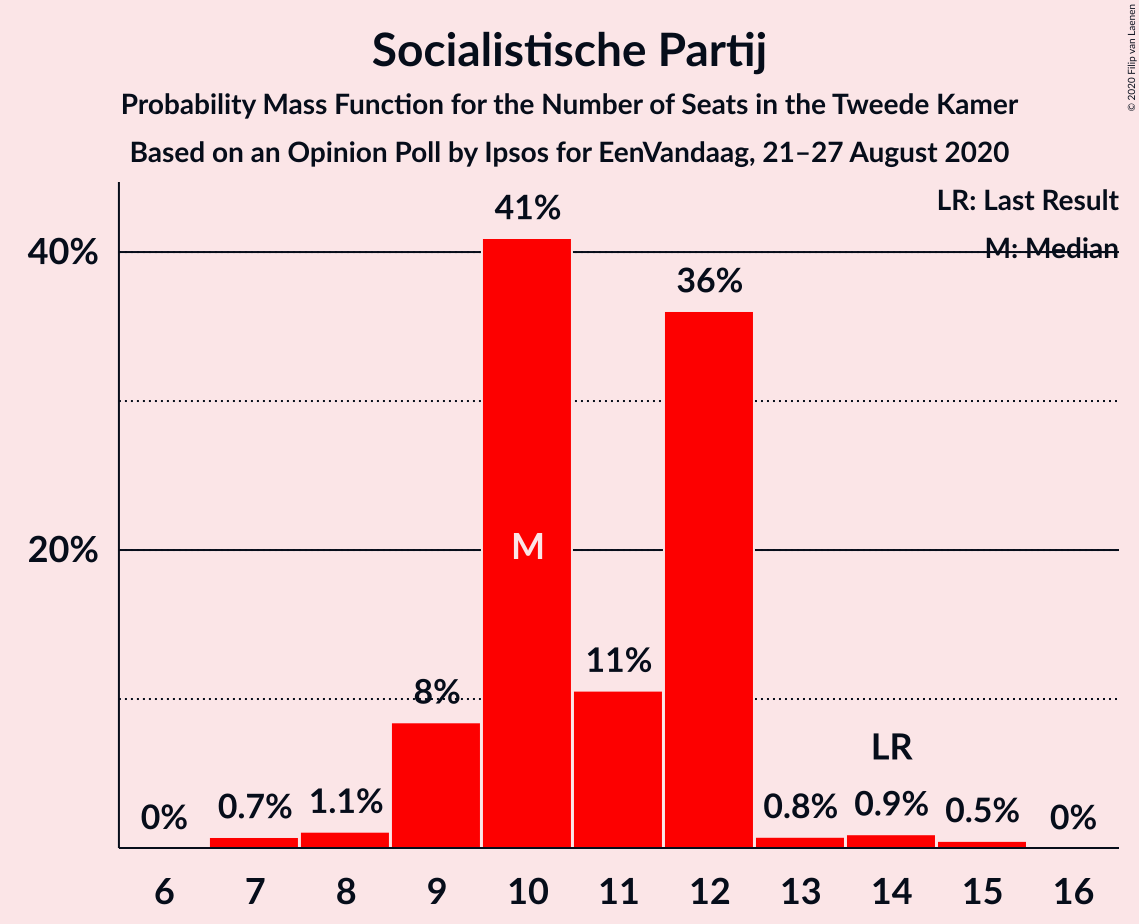 Socialistische Partij
Probability Mass Function for the Number of Seats in the Tweede Kamer
Based on an Opinion Poll by Ipsos for EenVandaag, 21–27 August 2020
© 2020 Filip van Laenen
LR: Last Result
M: Median
41%
40%
36%
M
20%
11%
8%
LR
0% 0.7% 1.1% 0.8% 0.9% 0.5% 0%
6 7 8 9 10 11 12 13 14 15 16